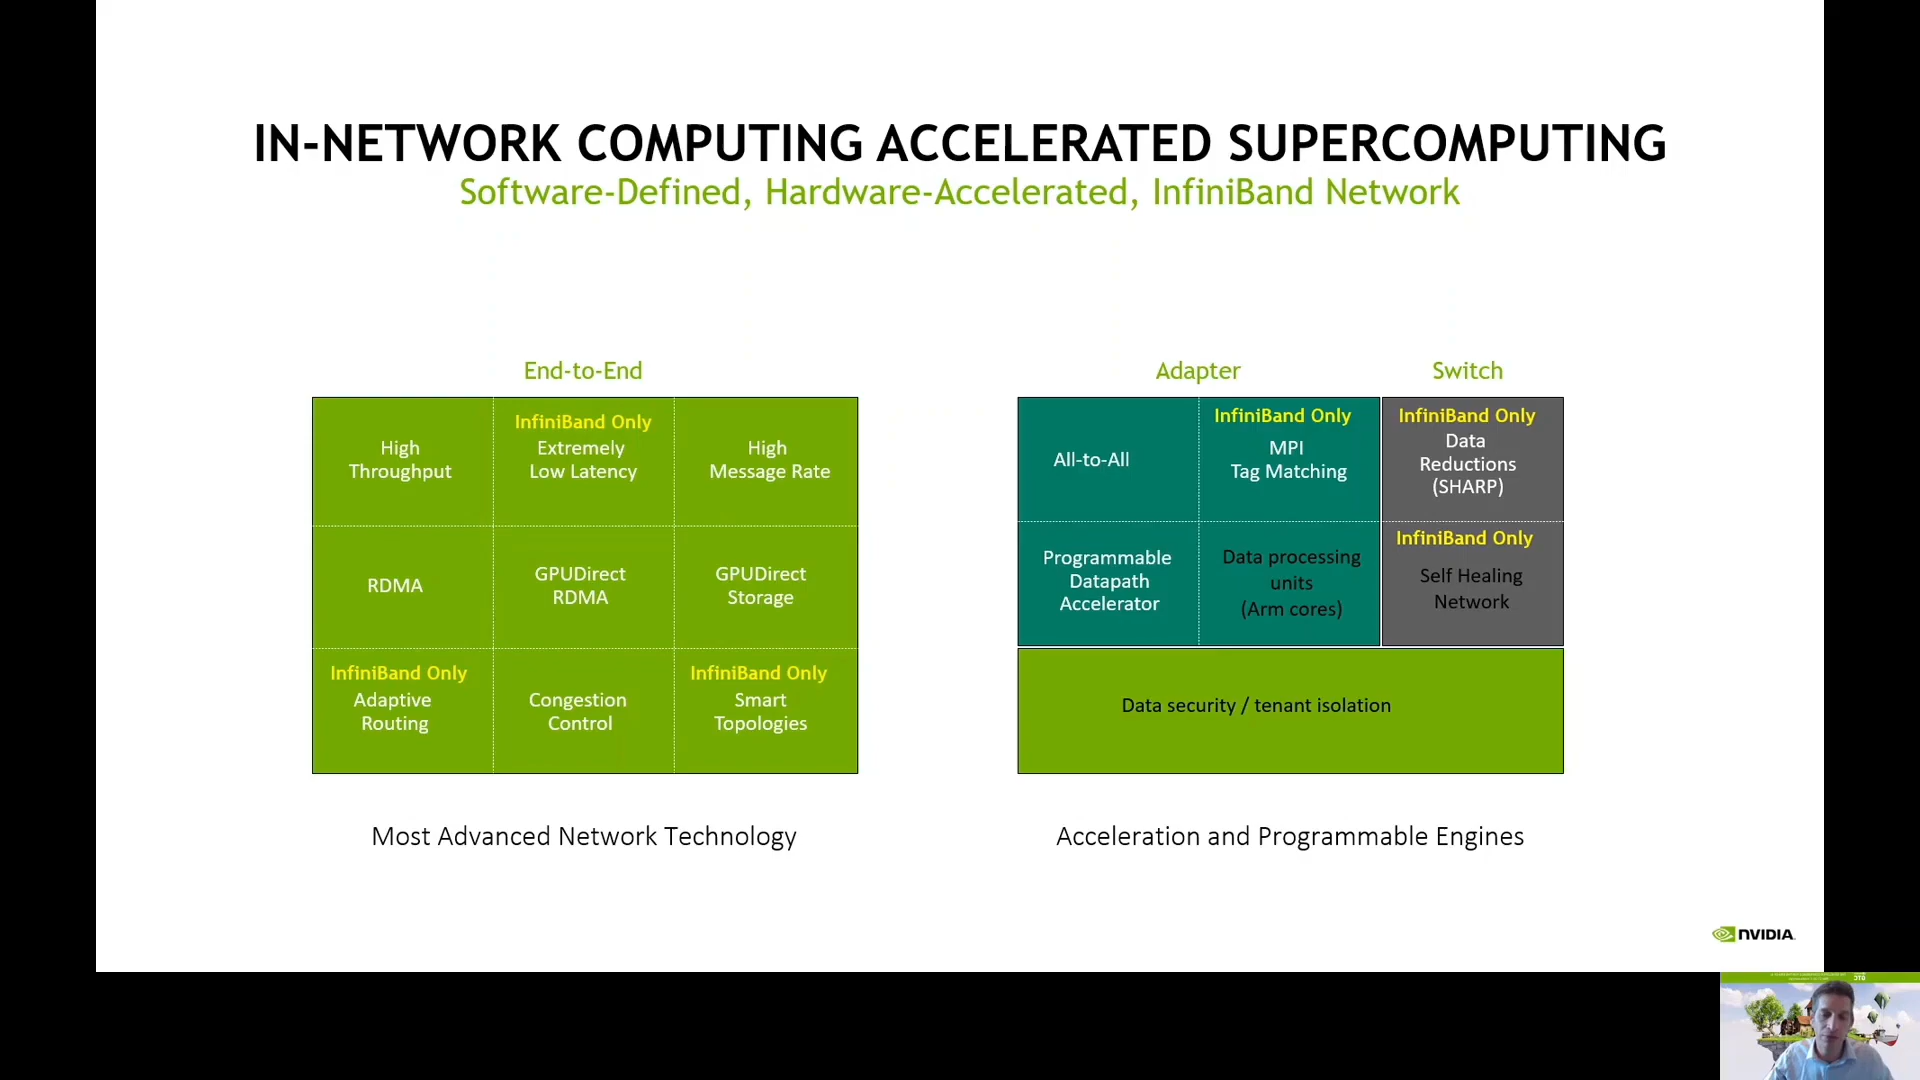 IN-NETWORK COMPUTING ACCELERATED SUPERCOMPUTING
Software-Defined, Hardware-Accelerated, InfiniBand Network
End-to-End
High
Throughput
InfiniBand Only
Extremely
Low Latency
High
Message Rate
RDMA
GPUDirect
RDMA
GPUDirect
Storage
InfiniBand Only
Adaptive
Routing
Congestion
Control
InfiniBand Only
Smart
Topologies
Most Advanced Network Technology
Adapter
Switch
All-to-All
InfiniBand Only
MPI
Tag Matching
InfiniBand Only
Data
Reductions
(SHARP)
Programmable
Datapath
Accelerator
Data processing
units
(Arm cores)
InfiniBand Only
Self Healing
Network
Data security / tenant isolation
Acceleration and Programmable Engines
NVIDIA